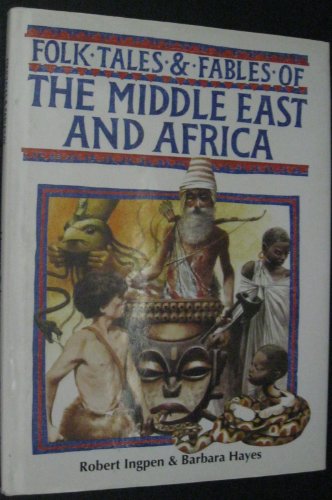 FOLK·TALES·&·FABLES·OF
THE MIDDLE EAST
AND AFRICA
Robert Ingpen & Barbara Hayes